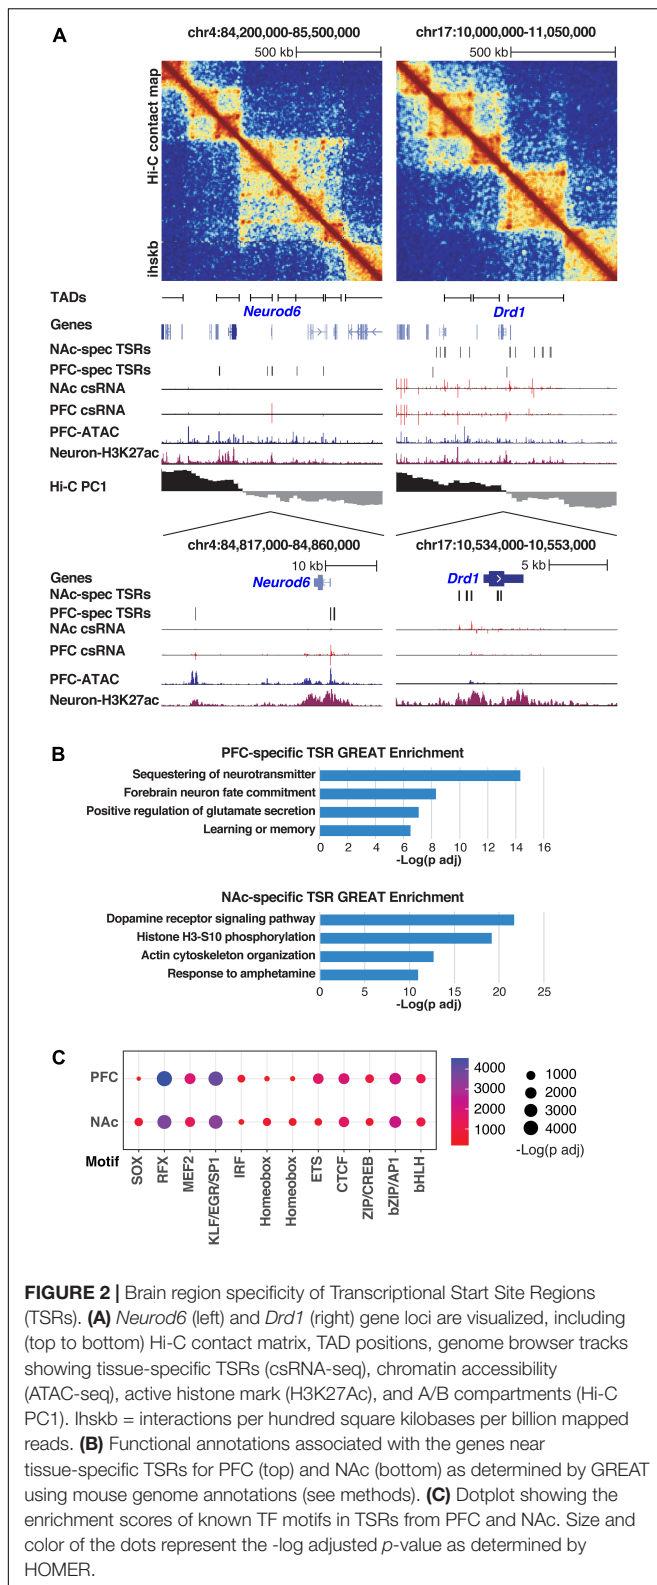 A
chr4:84,200,000-85,500,000
chr17:10,000,000-11,050,000
500 kb
500 kb
Hi-C contact map
ihskb
TADs
Neurod6
Drd1
Genes
NAc-spec TSRs
PFC-spec TSRs
NAc csRNA
PFC csRNA
PFC-ATAC
Neuron-H3K27ac
Hi-C PC1
chr4:84,817,000-84,860,000
chr17:10,534,000-10,553,000
10 kb
5 kb
Genes
Neurod6
Drd1
NAc-spec TSRs
PFC-spec TSRs
NAc csRNA
PFC csRNA
PFC-ATAC
Neuron-H3K27ac
B
PFC-specific TSR GREAT Enrichment
Sequestering of neurotransmitter
Forebrain neuron fate commitment
Positive regulation of glutamate secretion
Learning or memory
0 2 4 6 8 10 12 14 16
-Log(p adj)
NAc-specific TSR GREAT Enrichment
Dopamine receptor signaling pathway
Histone H3-S10 phosphorylation
Actin cytoskeleton organization
Response to amphetamine
0 5 10 15 20 25
-Log(p adj)
C
PFC
NAc
Motif
SOX
RFX
MEF2
KLF/EGR/SP1
IRF
Homeobox
Homeobox
ETS
CTCF
ZIP/CREB
bZIP/AP1
bHLH
4000
3000
2000
1000
1000
2000
3000
4000
-Log(p adj)
FIGURE 2 | Brain region specificity of Transcriptional Start Site Regions
(TSRs). (A) Neurod6 (left) and Drd1 (right) gene loci are visualized, including
(top to bottom) Hi-C contact matrix, TAD positions, genome browser tracks
showing tissue-specific TSRs (csRNA-seq), chromatin accessibility
(ATAC-seq), active histone mark (H3K27Ac), and A/B compartments (Hi-C
PC1). Ihskb = interactions per hundred square kilobases per billion mapped
reads. (B) Functional annotations associated with the genes near
tissue-specific TSRs for PFC (top) and NAc (bottom) as determined by GREAT
using mouse genome annotations (see methods). (C) Dotplot showing the
enrichment scores of known TF motifs in TSRs from PFC and NAc. Size and
color of the dots represent the -log adjusted p-value as determined by
HOMER.